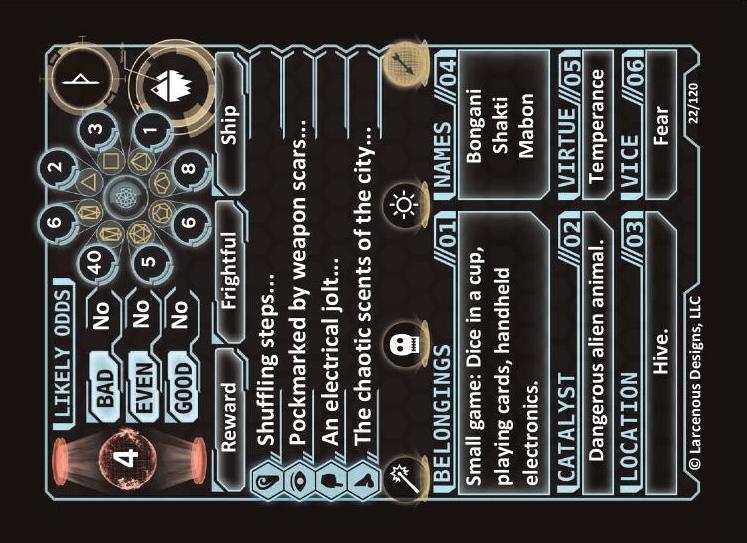 4
LIKELY ODDS
BAD No
EVEN No
GOOD No
2
3
1
8
6
5
40
6
Reward Frightful Ship
Shuffling steps...
Pockmarked by weapon scars...
An electrical jolt...
The chaotic scents of the city...
BELONGINGS 01
Small game: Dice in a cup,
playing cards, handheld
electronics.
CATALYST 02
Dangerous alien animal.
LOCATION 03
Hive.
NAMES 04
Bongani
Shakti
Mabon
VIRTUE 05
Temperance
VICE 06
Fear
© Larcenous Designs, LLC
22/120